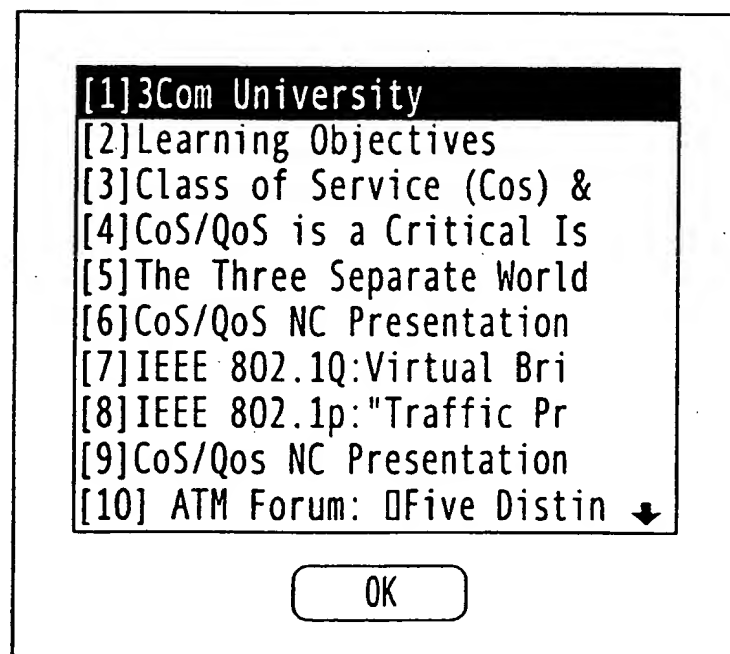 [1]3Com University
[2]Learning Objectives
[3]Class of Service (Cos) &
[4]CoS/QoS is a Critical Is
[5]The Three Separate World
[6]CoS/QoS NC Presentation
[7]IEEE 802.1Q:Virtual Bri
[8]IEEE 802.1p:"Traffic Pr
[9]CoS/Qos NC Presentation
[10] ATM Forum: ▯Five Distin
OK